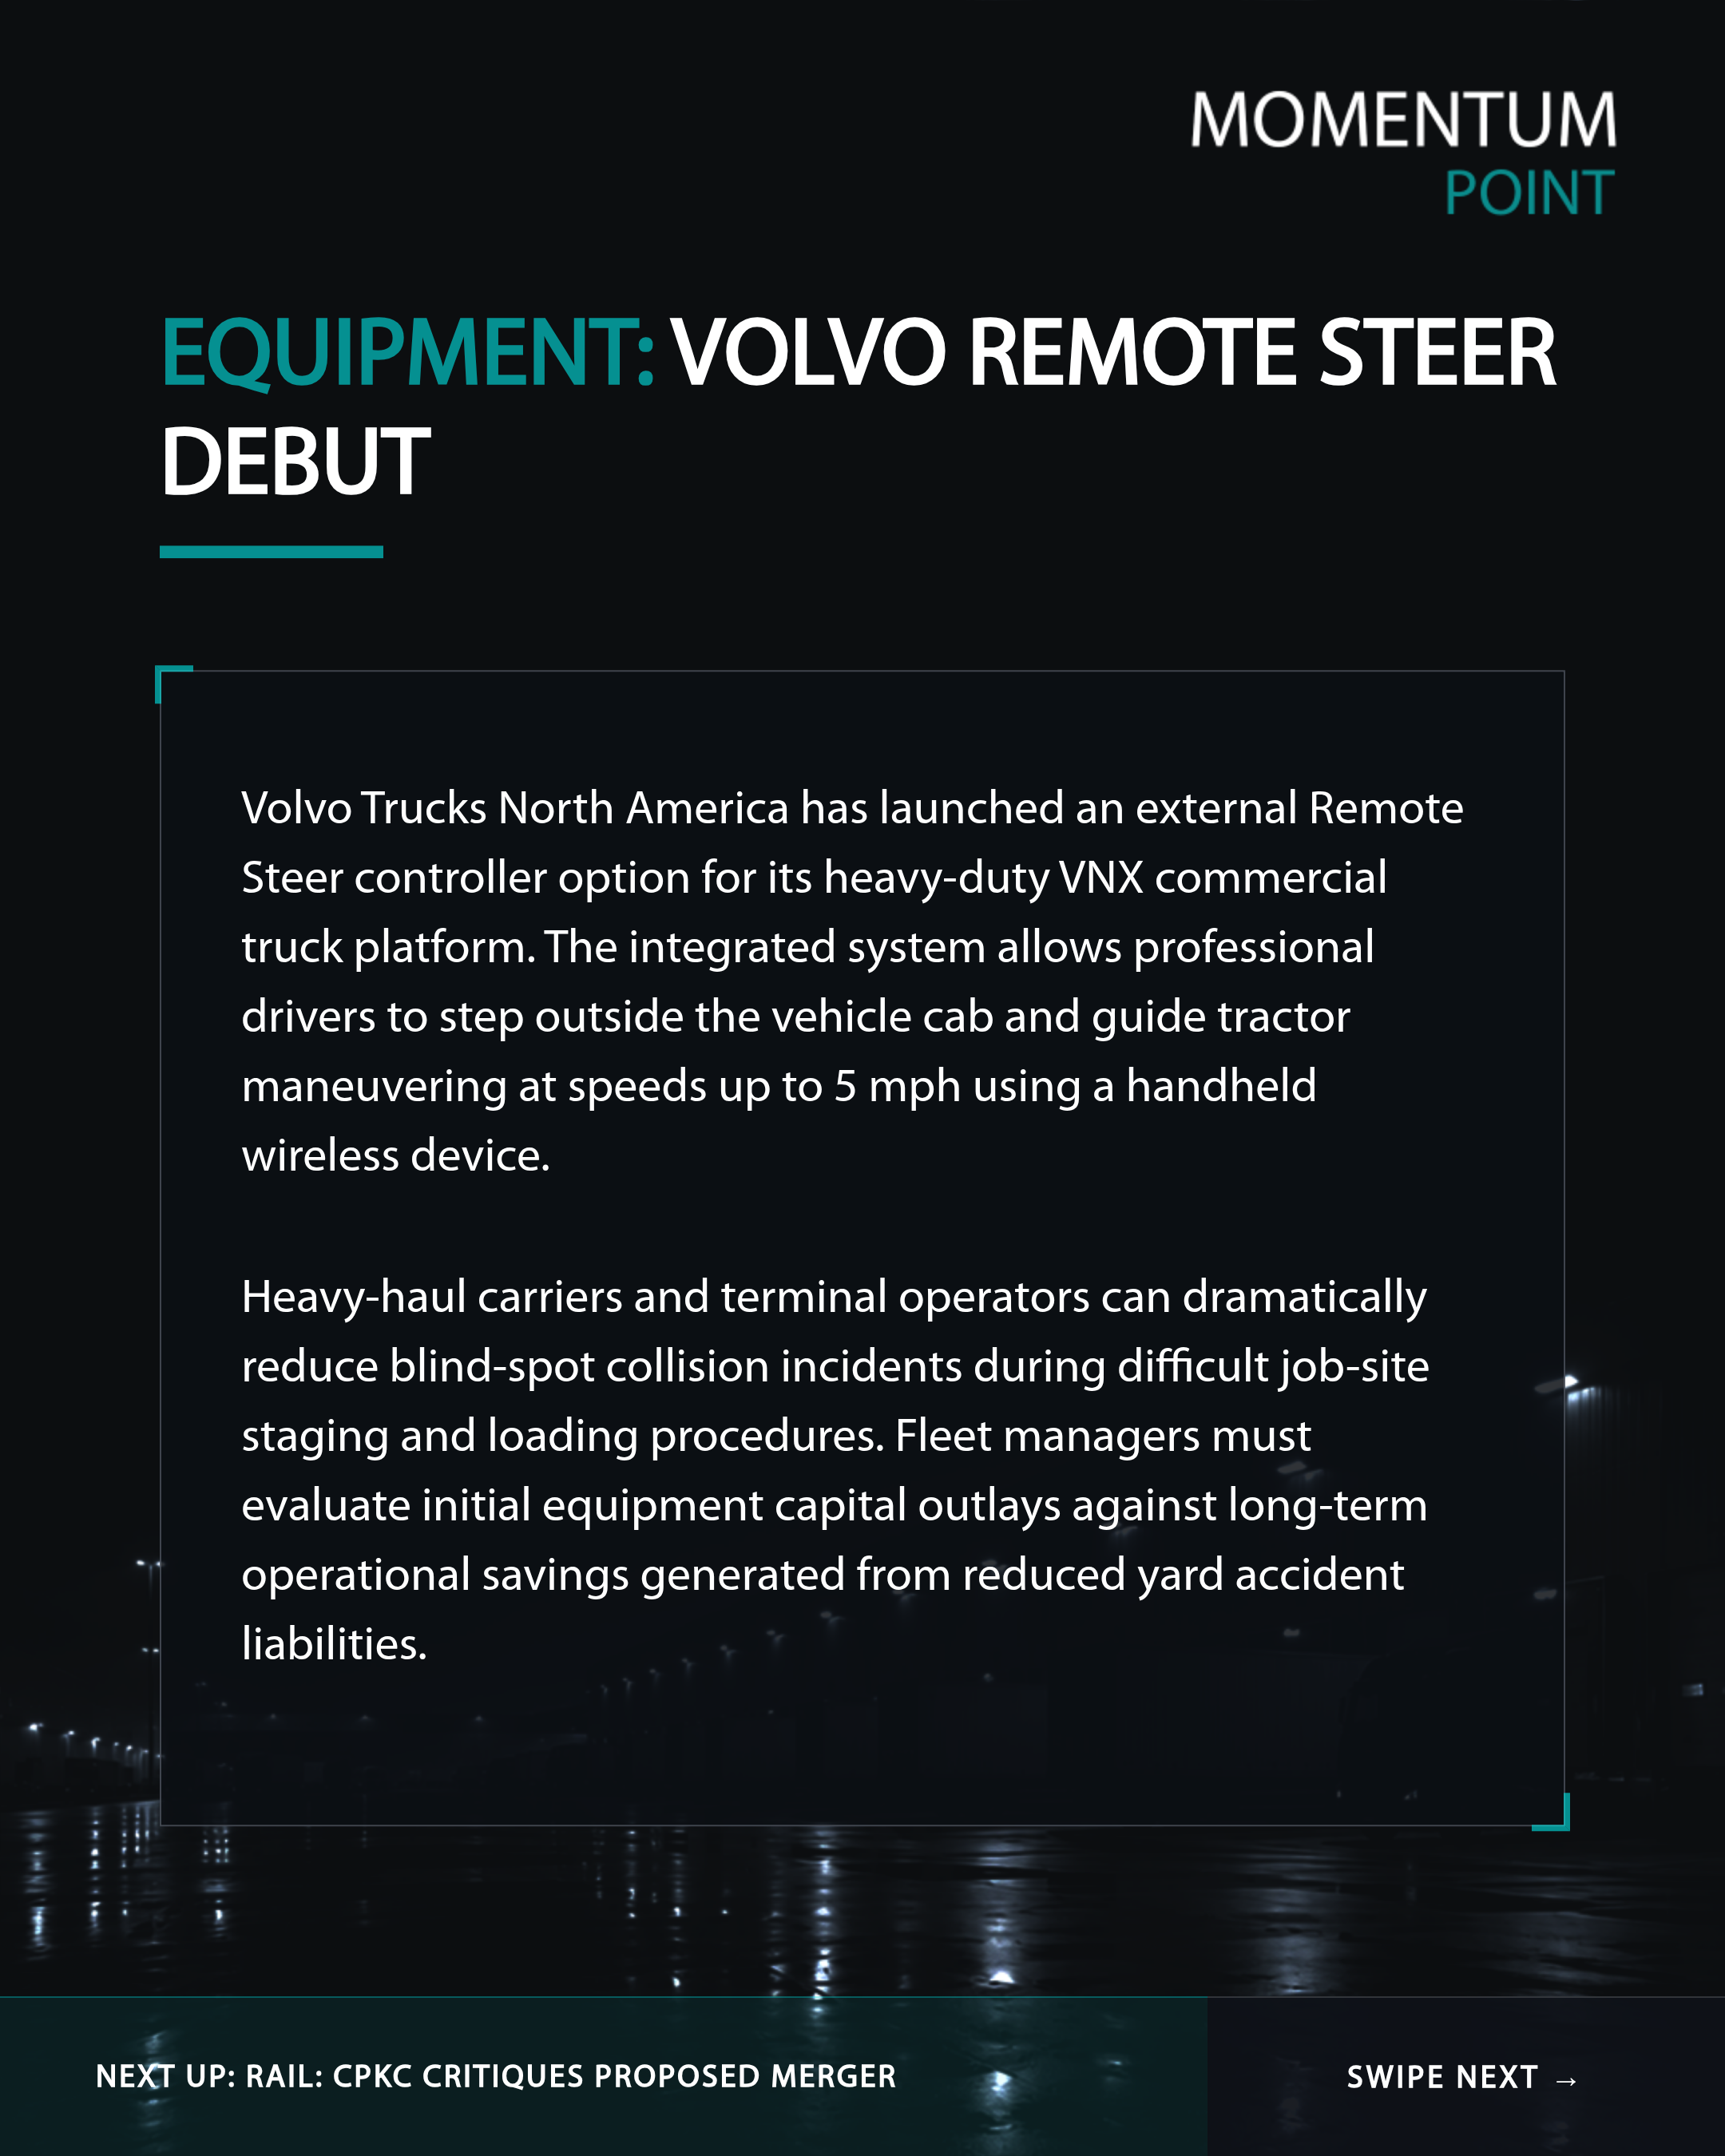 MOMENTUM
POINT
EQUIPMENT: VOLVO REMOTE STEER
DEBUT
Volvo Trucks North America has launched an external Remote
Steer controller option for its heavy-duty VNX commercial
truck platform. The integrated system allows professional
drivers to step outside the vehicle cab and guide tractor
maneuvering at speeds up to 5 mph using a handheld
wireless device.
Heavy-haul carriers and terminal operators can dramatically
reduce blind-spot collision incidents during difficult job-site
staging and loading procedures. Fleet managers must
evaluate initial equipment capital outlays against long-term
operational savings generated from reduced yard accident
liabilities.
NEXT UP: RAIL: CPKC CRITIQUES PROPOSED MERGER
SWIPE NEXT →